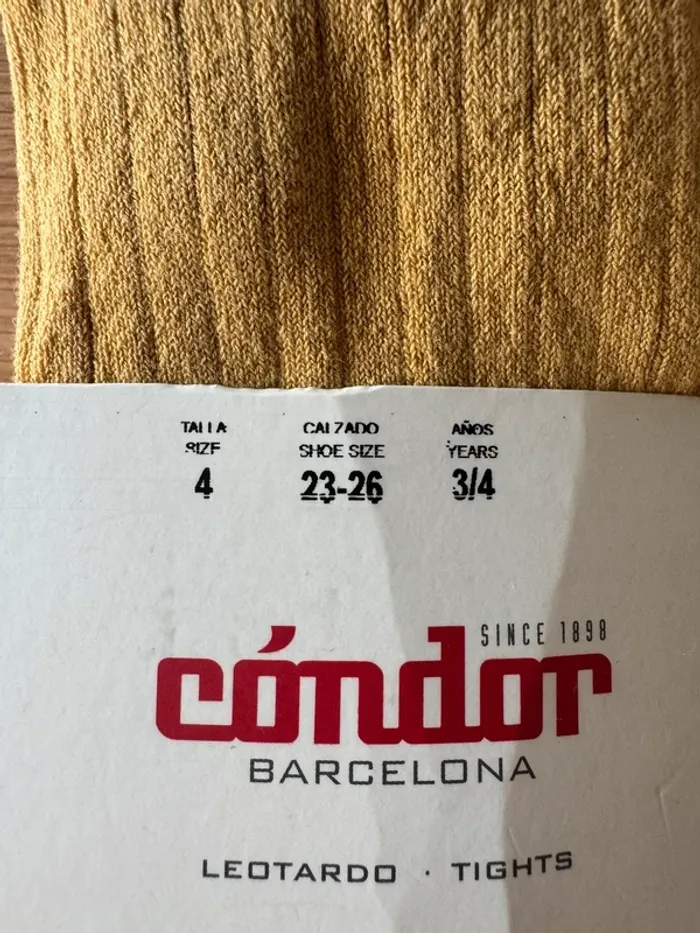 TALLA CALZADO AÑOS
SIZE SHOE SIZE YEARS
4 23-26 3/4
SINCE 1898
cóndor
BARCELONA
LEOTARDO · TIGHTS